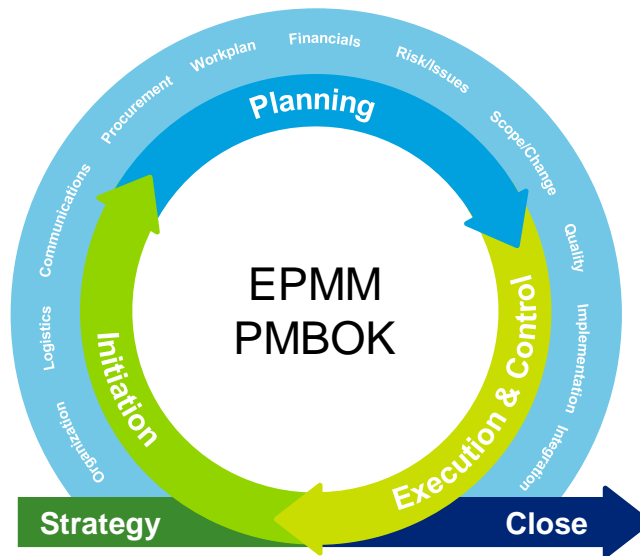 Organization
Logistics
Communications
Procurement
Workplan
Financials
Risk/Issues
Scope/Change
Quality
Implementation
Integration
Planning
Initiation
Execution & Control
EPMM
PMBOK
Strategy
Close